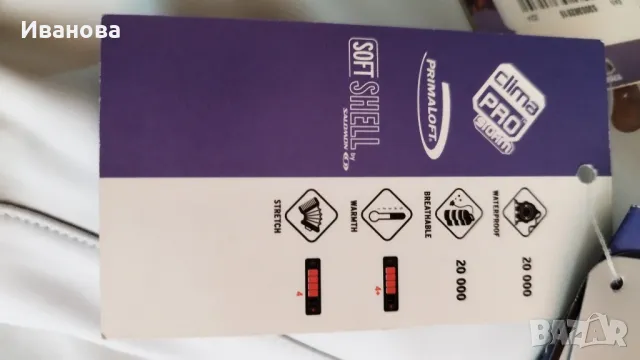 Иванова
clima
PRO
STORM
PRIMALOFT®
SOFT SHELL
by
SALOMON
WATERPROOF
20 000
BREATHABLE
20 000
WARMTH
4+
STRETCH
4
BAZAR